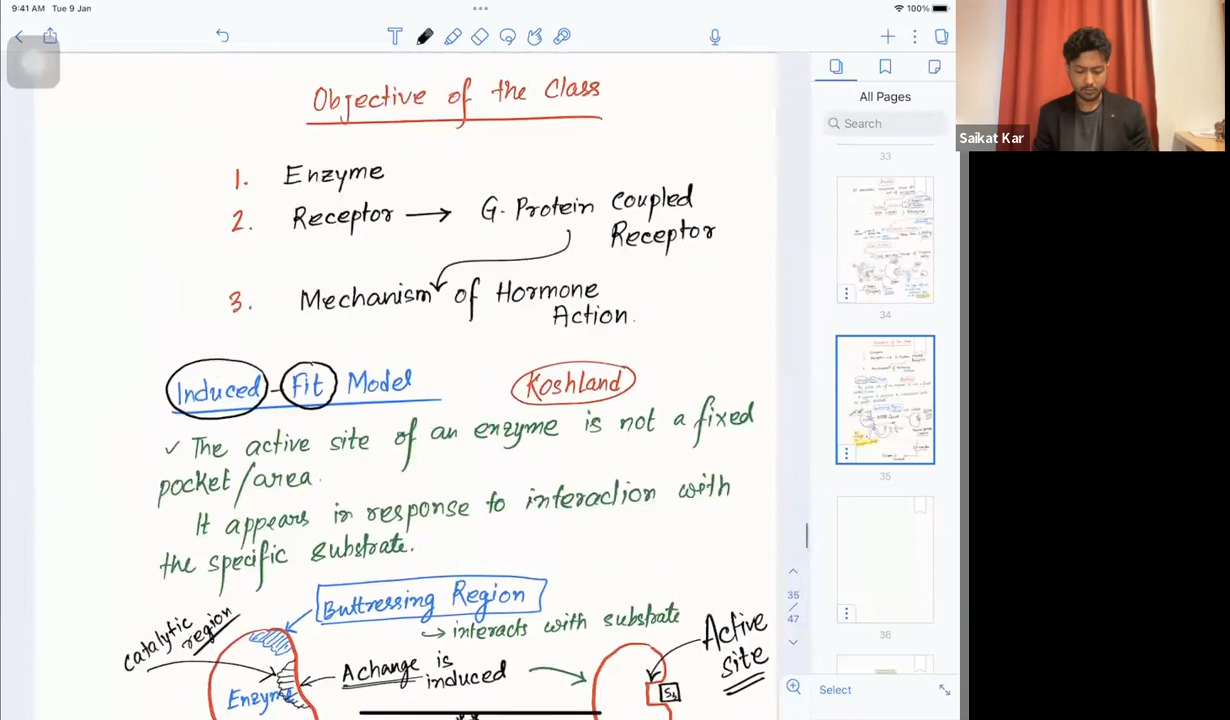 9:41 AM Tue 9 Jan
100%
Objective of the Class
1. Enzyme
2. Receptor → G. Protein Coupled
Receptor
3. Mechanism of Hormone
Action.
Induced-Fit Model
Koshland
✓ The active site of an enzyme is not a fixed
pocket/area.
It appears in response to interaction with
the specific substrate.
Buttressing Region
↪ interacts with substrate
catalytic
region
Enzyme
A change is
induced
Active
site
All Pages
Search
33
34
35
36
35
/
47
Select
Saikat Kar